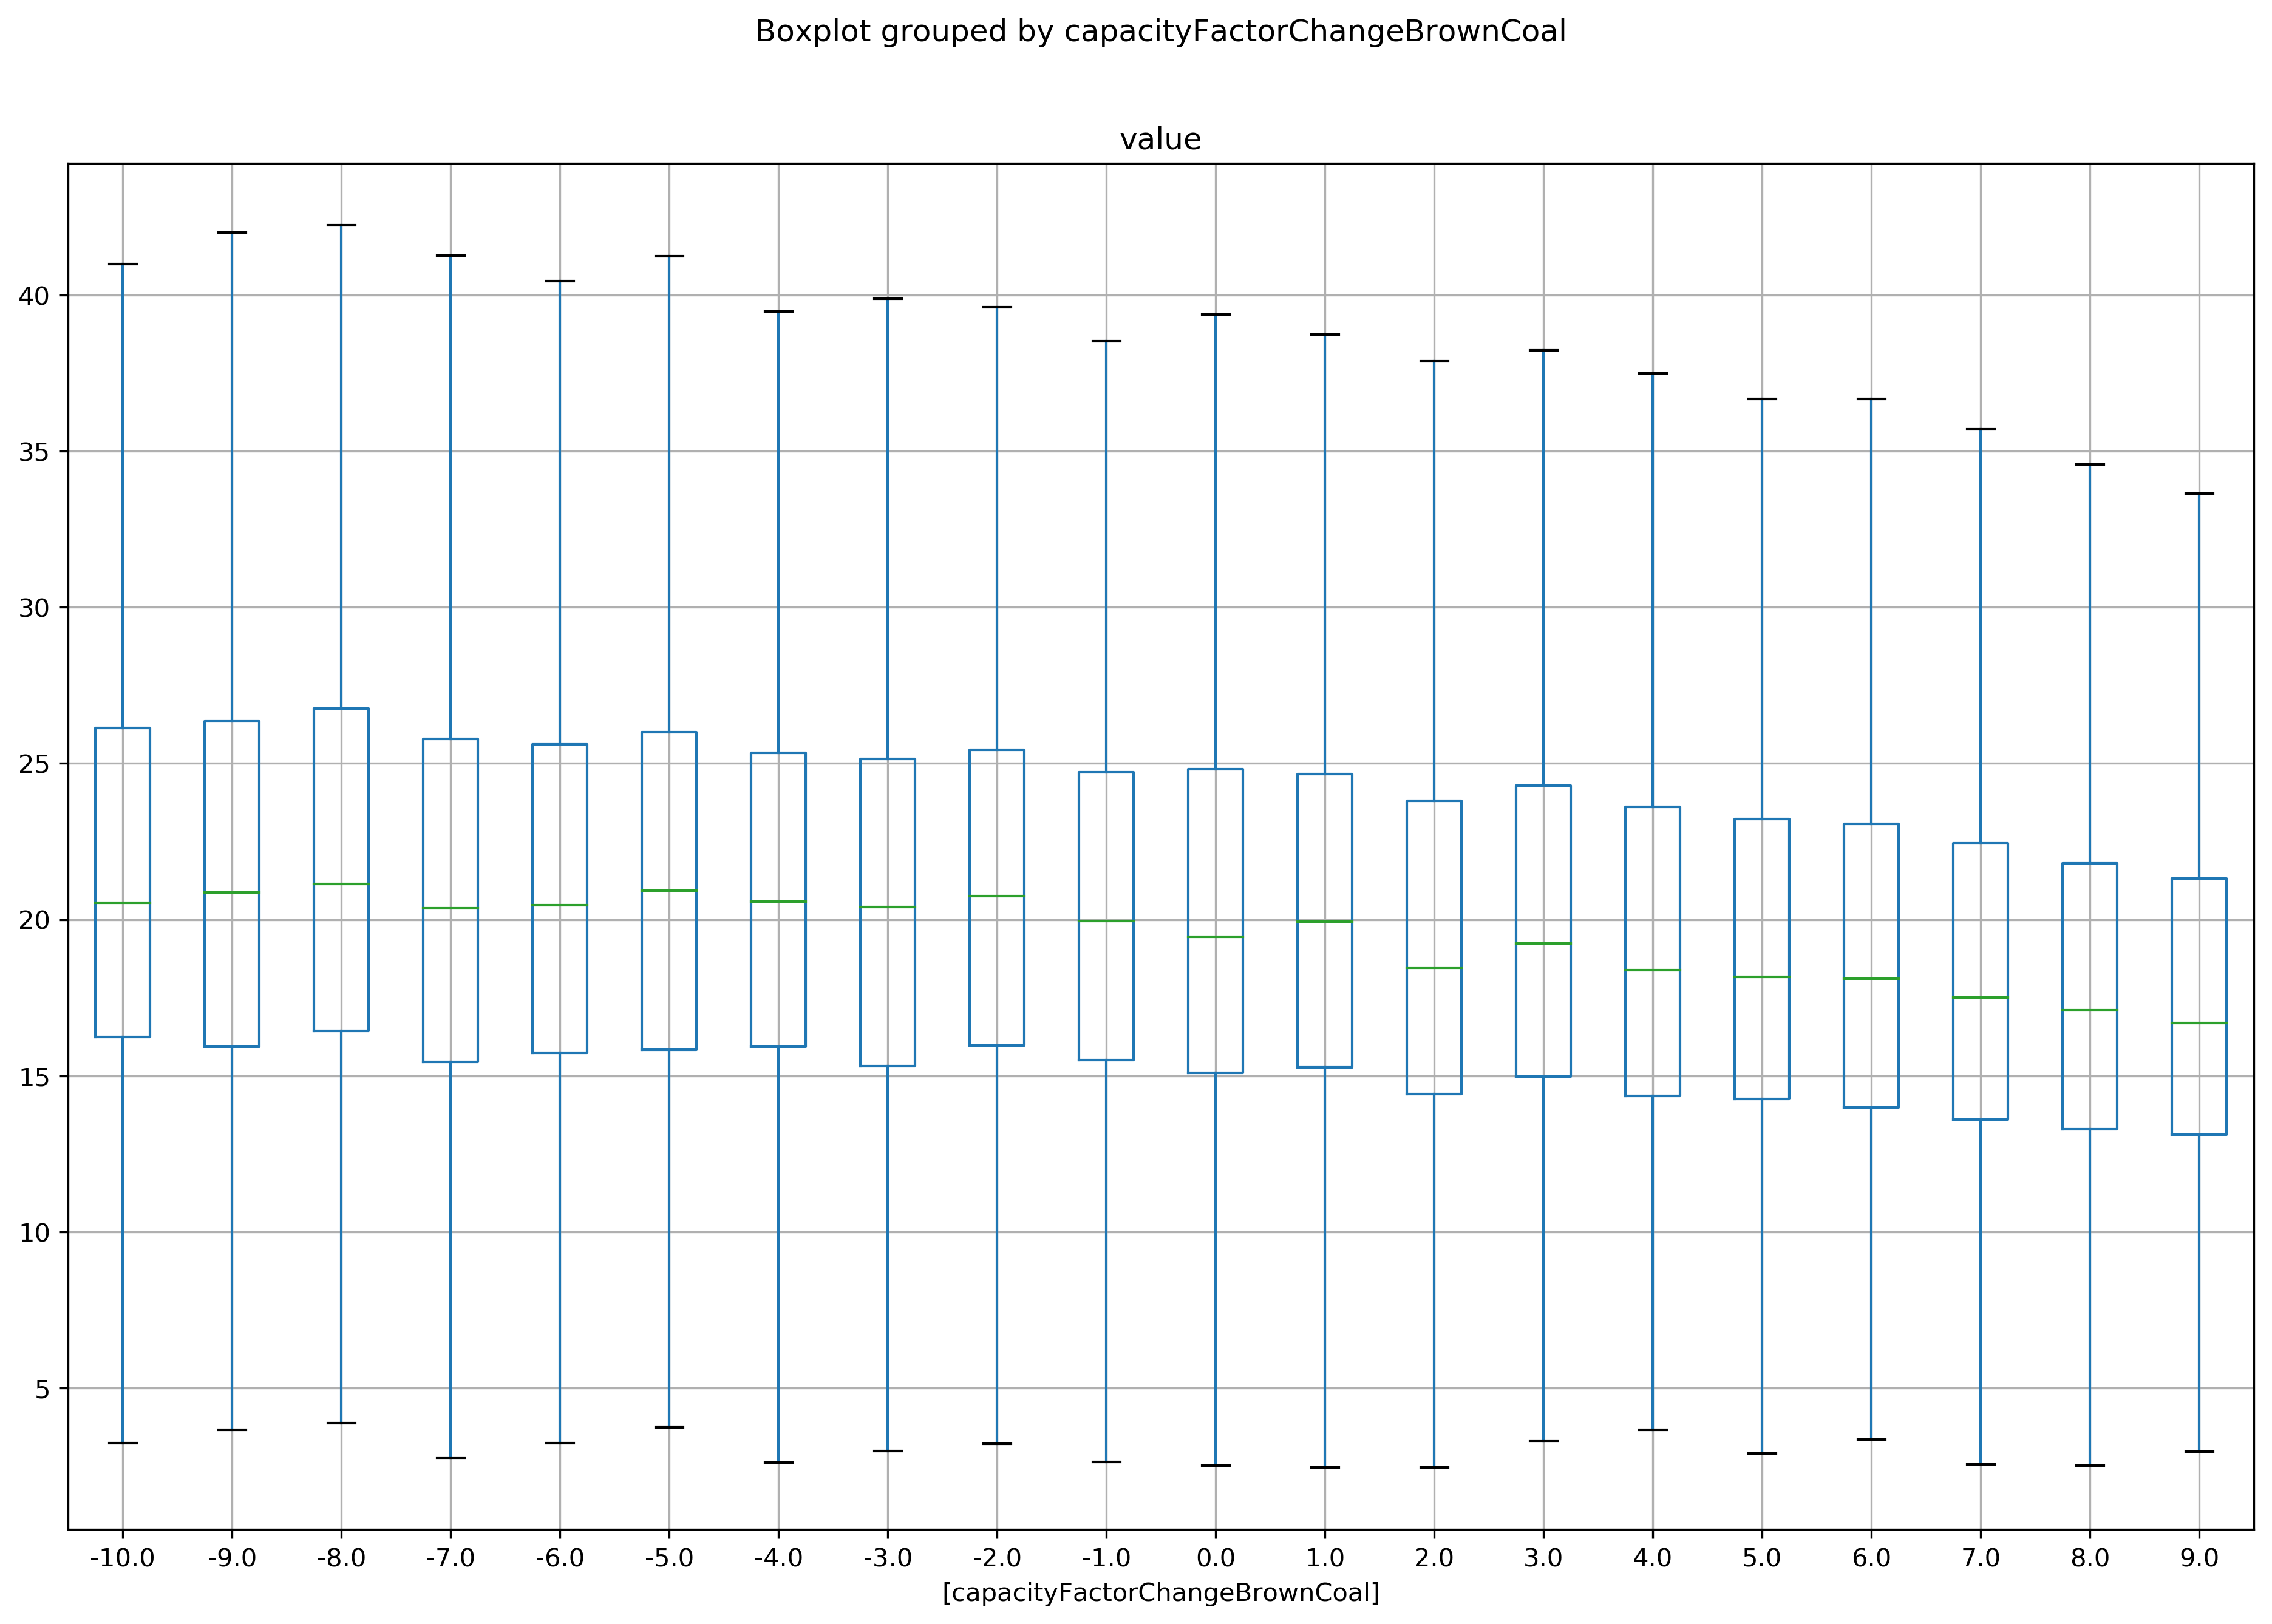 Boxplot grouped by capacityFactorChangeBrownCoal
value
40
35
30
25
20
15
10
5
-10.0 -9.0 -8.0 -7.0 -6.0 -5.0 -4.0 -3.0 -2.0 -1.0 0.0 1.0 2.0 3.0 4.0 5.0 6.0 7.0 8.0 9.0
[capacityFactorChangeBrownCoal]